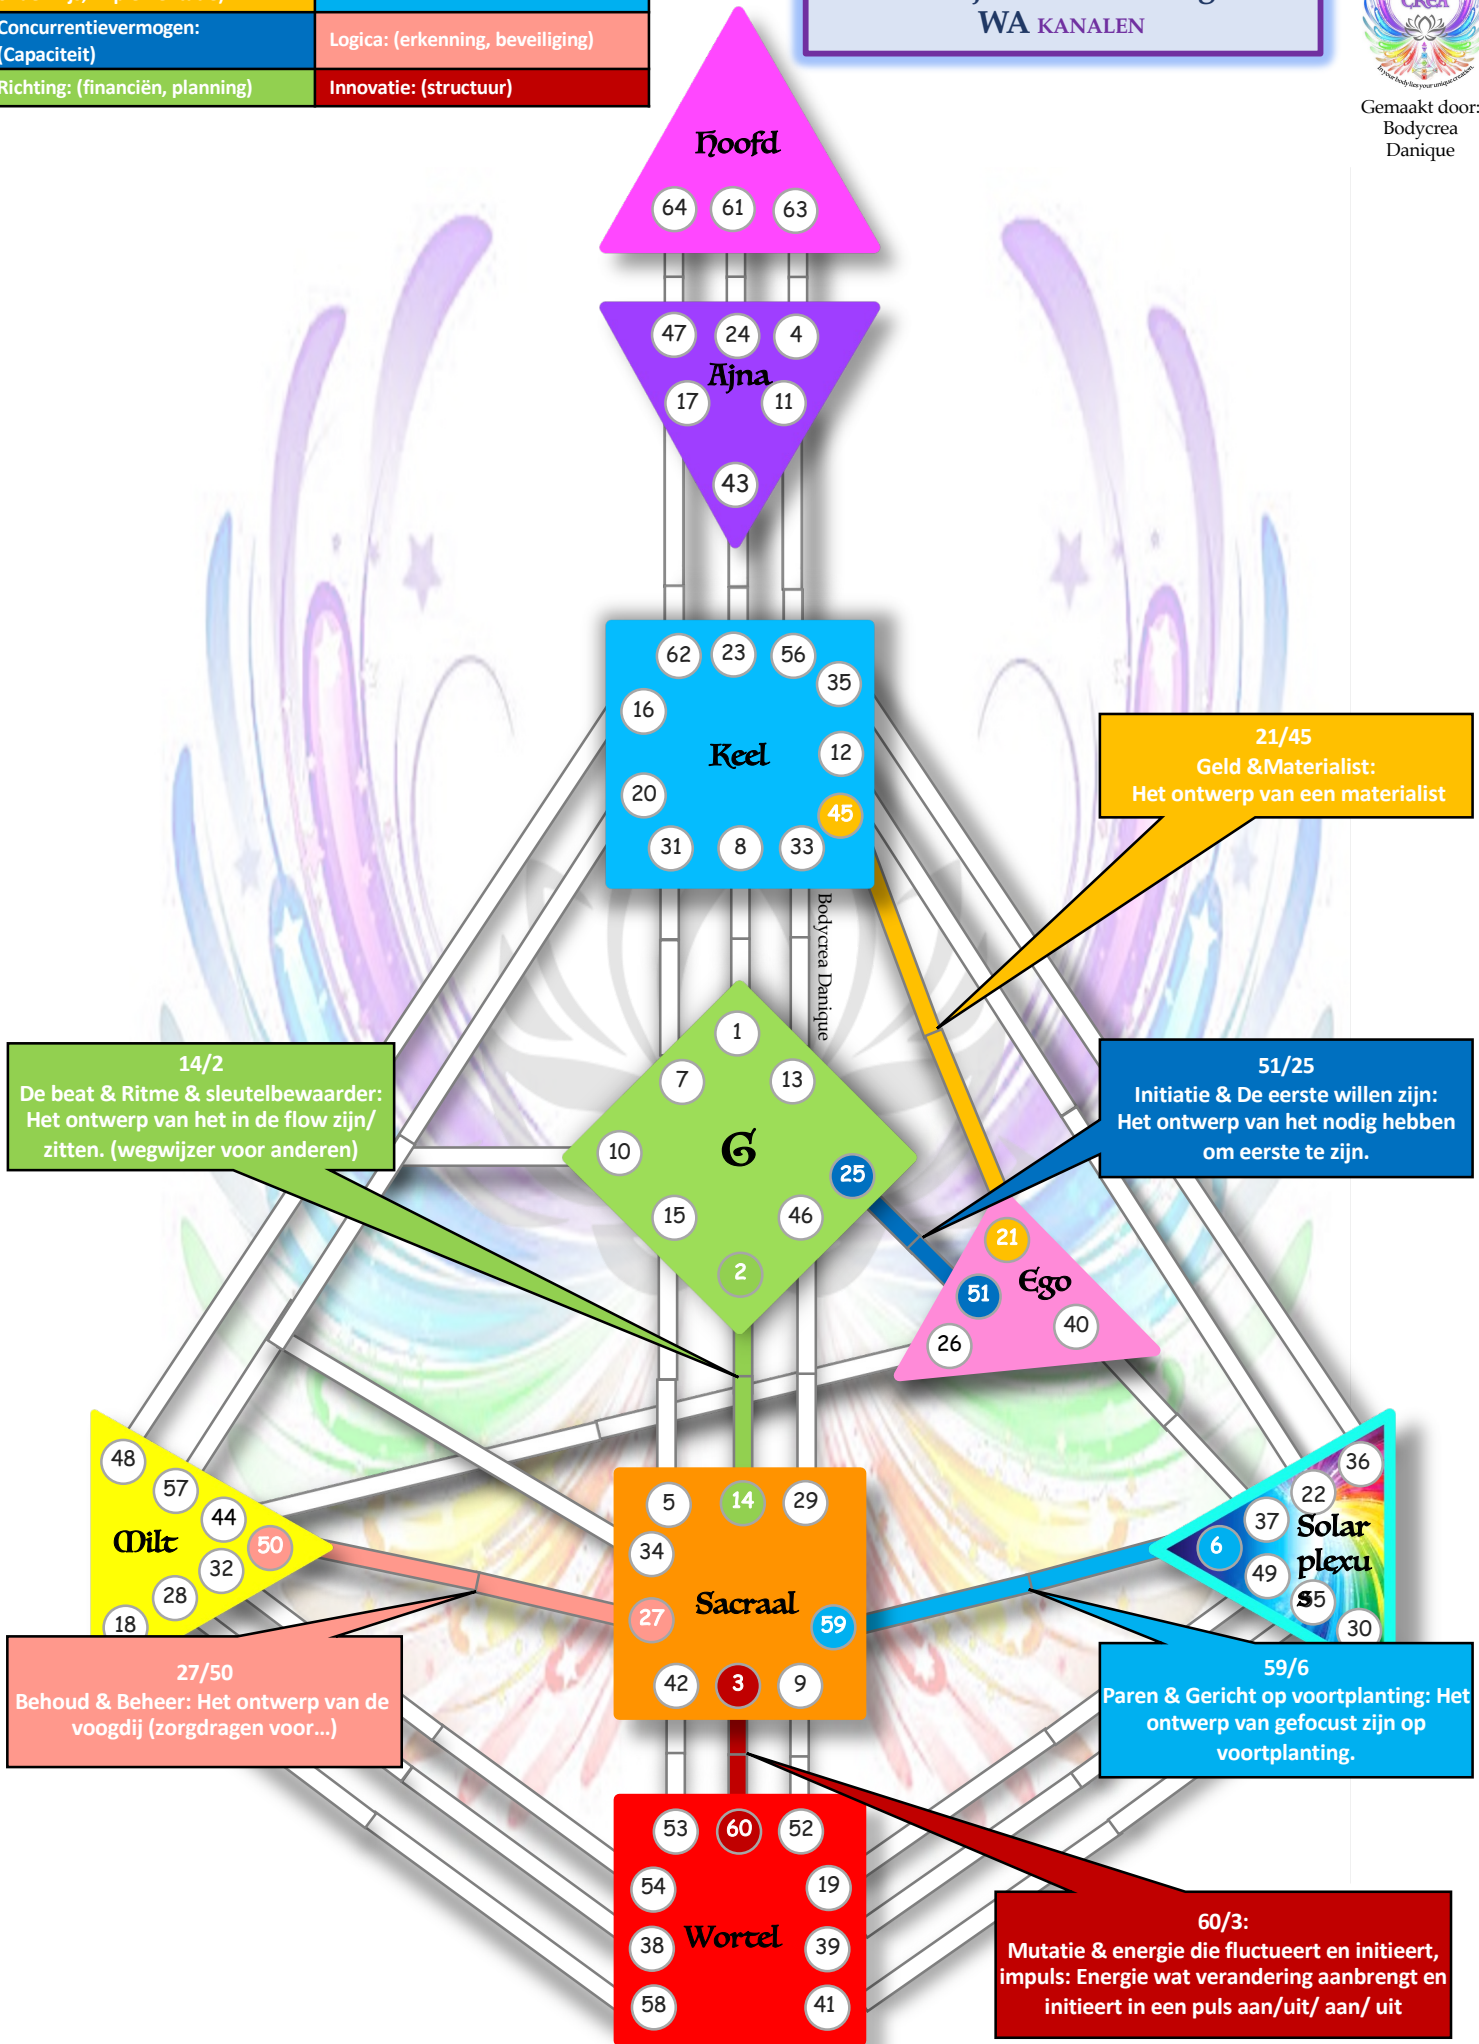 Concurrentievermogen:
(Capaciteit)
Logica: (erkenning, beveiliging)
Richting: (financiën, planning)
Innovatie: (structuur)
WA KANALEN
CREA
In your body lies your unique creation.
Gemaakt door:
Bodycrea
Danique
Hoofd
64 61 63
47 24 4
Ajna
17 11
43
62 23 56
35
16
Keel
12
20
45
31 8 33
21/45
Geld &Materialist:
Het ontwerp van een materialist
Bodycrea Danique
1
7 13
10
G
25
15 46
2
14/2
De beat & Ritme & sleutelbewaarder:
Het ontwerp van het in de flow zijn/
zitten. (wegwijzer voor anderen)
51/25
Initiatie & De eerste willen zijn:
Het ontwerp van het nodig hebben
om eerste te zijn.
21
Ego
51
40
26
48
57
44
Milt
50
32
28
18
5 14 29
34
Sacraal
27
59
42 3 9
36
22
37
Solar
plexu
s
6
49
55
30
27/50
Behoud & Beheer: Het ontwerp van de
voogdij (zorgdragen voor...)
59/6
Paren & Gericht op voortplanting: Het
ontwerp van gefocust zijn op
voortplanting.
53 60 52
54 19
Wortel
38 39
58 41
60/3:
Mutatie & energie die fluctueert en initieert,
impuls: Energie wat verandering aanbrengt en
initieert in een puls aan/uit/ aan/ uit